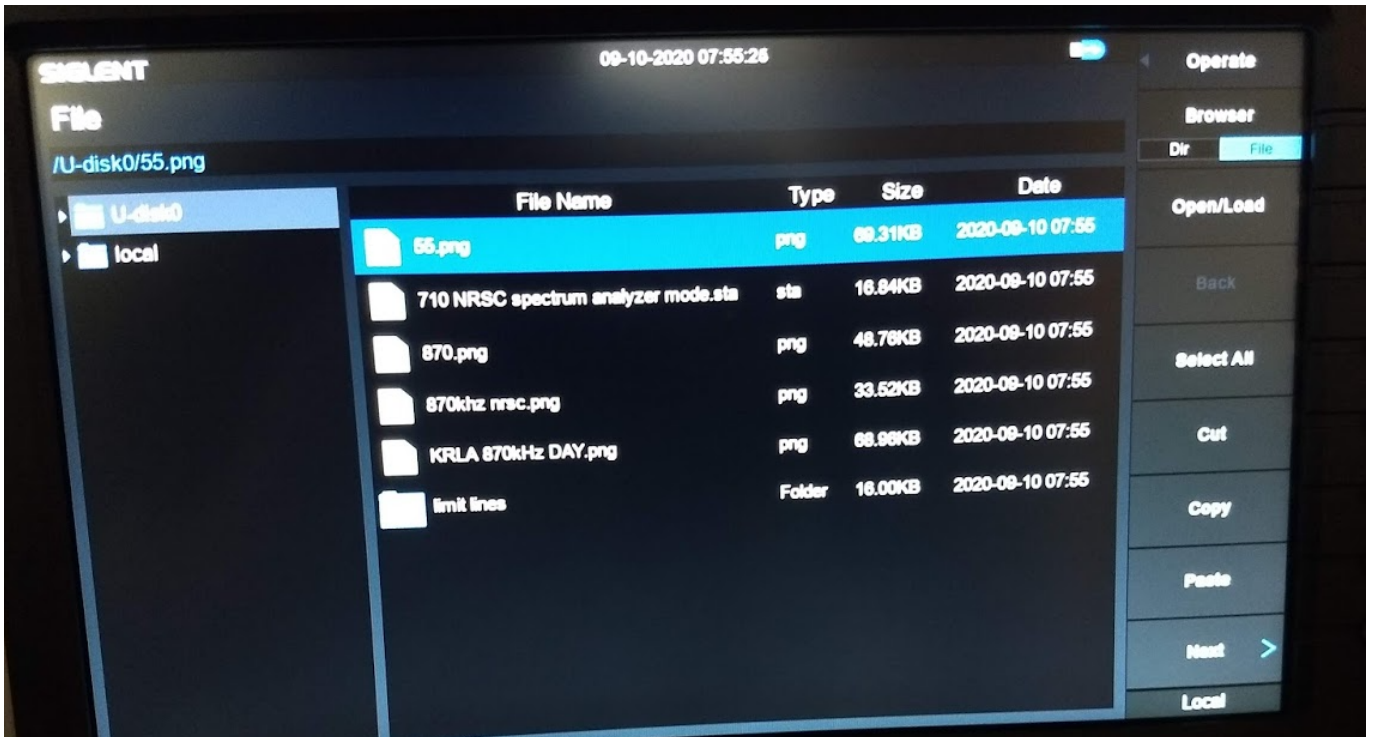 SIGLENT 09-10-2020 07:55:25
File
/U-disk0/55.png
U-disk0
local
File Name Type Size Date
55.png png 69.31KB 2020-09-10 07:55
710 NRSC spectrum analyzer mode.sta sta 16.84KB 2020-09-10 07:55
870.png png 48.76KB 2020-09-10 07:55
870khz nrsc.png png 33.52KB 2020-09-10 07:55
KRLA 870kHz DAY.png png 68.98KB 2020-09-10 07:55
limit lines Folder 16.00KB 2020-09-10 07:55
Operate
Browser
Dir File
Open/Load
Back
Select All
Cut
Copy
Paste
Next >
Local